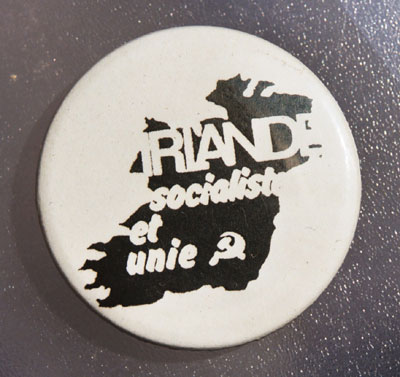 IRLANDE
socialiste
et
unie